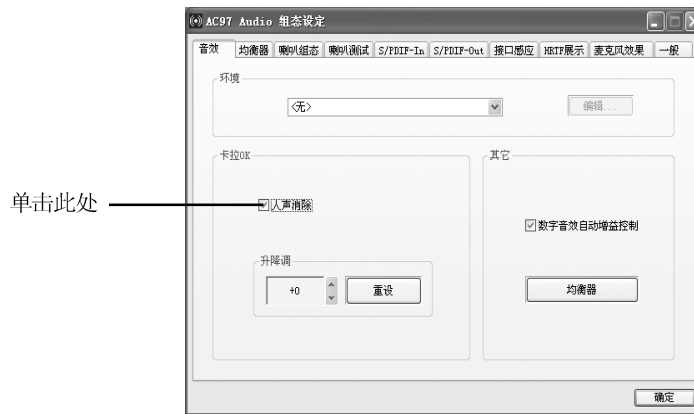 AC97 Audio 组态设定
音效 均衡器 喇叭组态 喇叭测试 S/PDIF-In S/PDIF-Out 接口感应 HRTF展示 麦克风效果 一般
环境
<无> 编辑...
卡拉OK 其它
单击此处 人声消除
数字音效自动增益控制
升降调
+0 重设 均衡器
确定